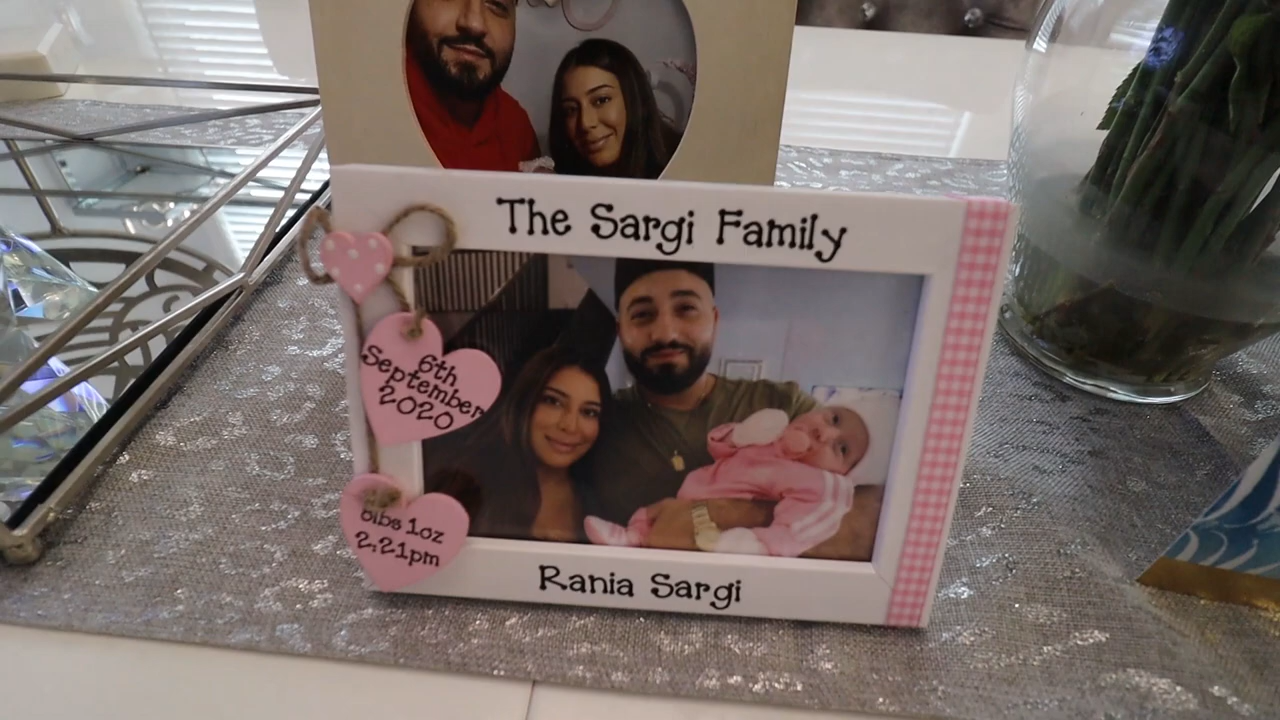 The Sargi Family
6th
September
2020
6lbs 1oz
2:21pm
Rania Sargi